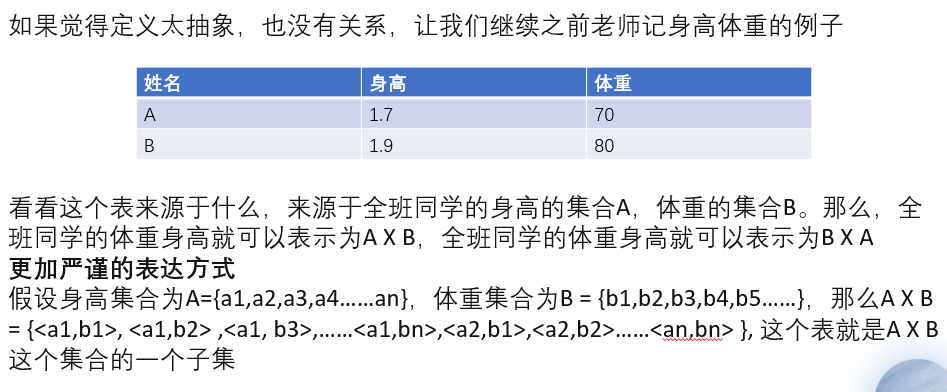 如果觉得定义太抽象，也没有关系，让我们继续之前老师记身高体重的例子
姓名 身高 体重
A 1.7 70
B 1.9 80
看看这个表来源于什么，来源于全班同学的身高的集合A，体重的集合B。那么，全
班同学的体重身高就可以表示为A X B，全班同学的体重身高就可以表示为B X A
更加严谨的表达方式
假设身高集合为A={a1,a2,a3,a4......an}，体重集合为B = {b1,b2,b3,b4,b5......}，那么A X B
= {<a1,b1>, <a1,b2> ,<a1, b3>,......<a1,bn>,<a2,b1>,<a2,b2>......<an,bn> }, 这个表就是A X B
这个集合的一个子集